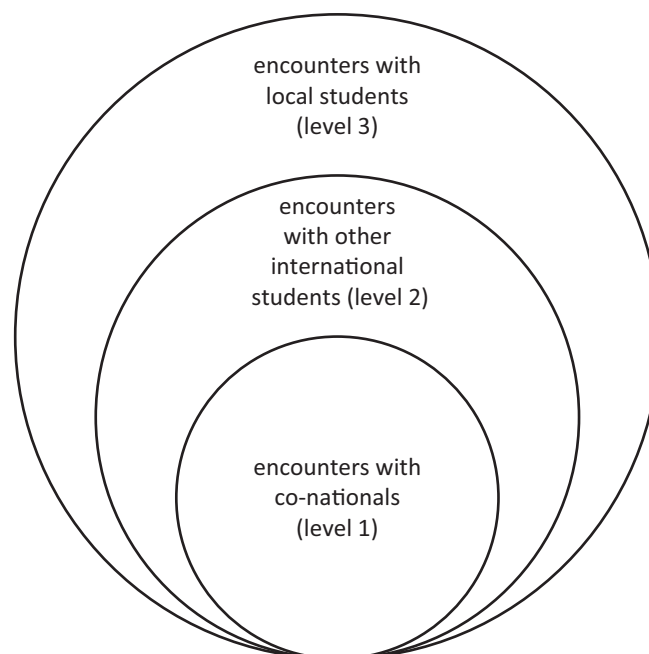 encounters with
local students
(level 3)
encounters
with other
international
students (level 2)
encounters with
co-nationals
(level 1)